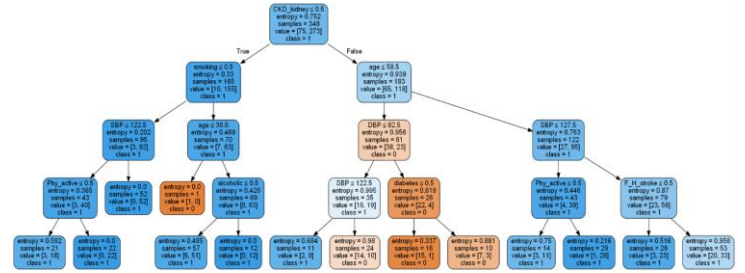 CKD_kidney ≤ 0.5
entropy = 0.752
samples = 348
value = [75, 273]
class = 1
True
False
smoking ≤ 0.5
entropy = 0.33
samples = 165
value = [10, 155]
class = 1
age ≤ 58.5
entropy = 0.939
samples = 183
value = [65, 118]
class = 1
SBP ≤ 122.5
entropy = 0.202
samples = 95
value = [3, 92]
class = 1
age ≤ 36.5
entropy = 0.469
samples = 70
value = [7, 63]
class = 1
DBP ≤ 82.5
entropy = 0.956
samples = 61
value = [38, 23]
class = 0
SBP ≤ 127.5
entropy = 0.763
samples = 122
value = [27, 95]
class = 1
Phy_active ≤ 0.5
entropy = 0.365
samples = 43
value = [3, 40]
class = 1
entropy = 0.0
samples = 52
value = [0, 52]
class = 1
entropy = 0.0
samples = 1
value = [1, 0]
class = 0
alcoholic ≤ 0.5
entropy = 0.426
samples = 69
value = [6, 63]
class = 1
SBP ≤ 122.5
entropy = 0.995
samples = 35
value = [16, 19]
class = 1
diabetes ≤ 0.5
entropy = 0.619
samples = 26
value = [22, 4]
class = 0
Phy_active ≤ 0.5
entropy = 0.446
samples = 43
value = [4, 39]
class = 1
F_H_stroke ≤ 0.5
entropy = 0.87
samples = 79
value = [23, 56]
class = 1
entropy = 0.592
samples = 21
value = [3, 18]
class = 1
entropy = 0.0
samples = 22
value = [0, 22]
class = 1
entropy = 0.485
samples = 57
value = [6, 51]
class = 1
entropy = 0.0
samples = 12
value = [0, 12]
class = 1
entropy = 0.684
samples = 11
value = [2, 9]
class = 1
entropy = 0.98
samples = 24
value = [14, 10]
class = 0
entropy = 0.337
samples = 16
value = [15, 1]
class = 0
entropy = 0.881
samples = 10
value = [7, 3]
class = 0
entropy = 0.75
samples = 14
value = [3, 11]
class = 1
entropy = 0.216
samples = 29
value = [1, 28]
class = 1
entropy = 0.516
samples = 26
value = [3, 23]
class = 1
entropy = 0.956
samples = 53
value = [20, 33]
class = 1